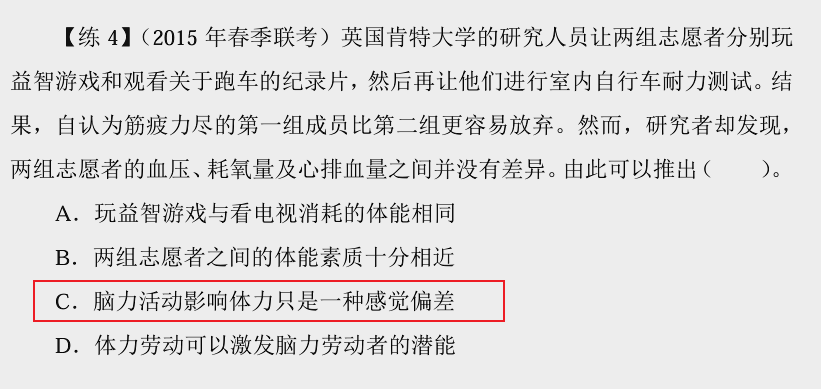 【练 4】（2015 年春季联考）英国肯特大学的研究人员让两组志愿者分别玩
益智游戏和观看关于跑车的纪录片，然后再让他们进行室内自行车耐力测试。结
果，自认为筋疲力尽的第一组成员比第二组更容易放弃。然而，研究者却发现，
两组志愿者的血压、耗氧量及心排血量之间并没有差异。由此可以推出（　　）。
A．玩益智游戏与看电视消耗的体能相同
B．两组志愿者之间的体能素质十分相近
C．脑力活动影响体力只是一种感觉偏差
D．体力劳动可以激发脑力劳动者的潜能